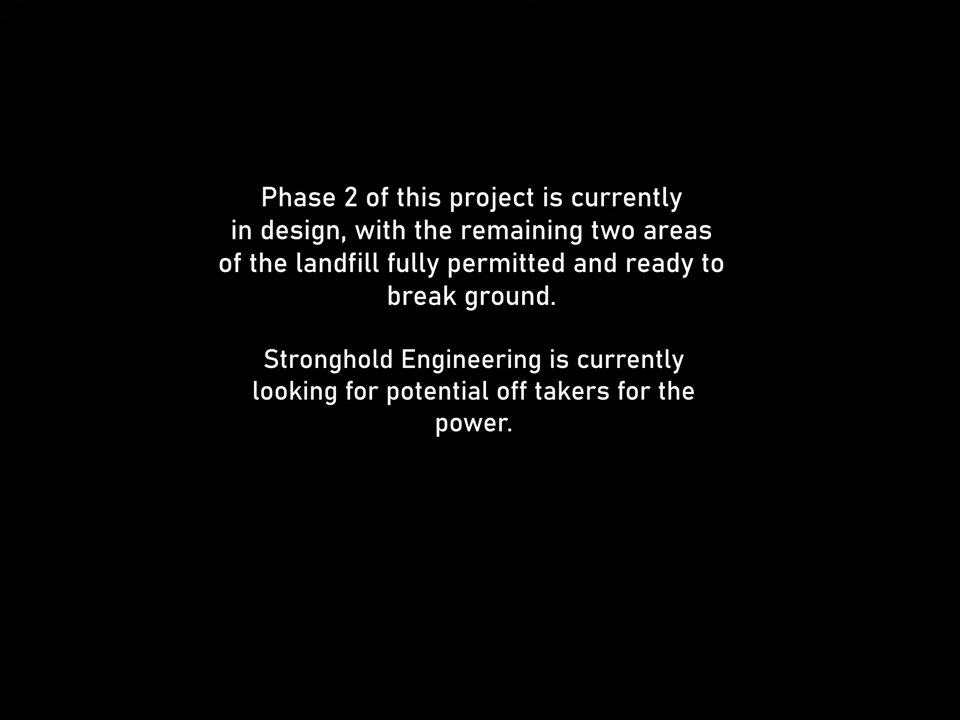 Phase 2 of this project is currently
in design, with the remaining two areas
of the landfill fully permitted and ready to
break ground.
Stronghold Engineering is currently
looking for potential off takers for the
power.